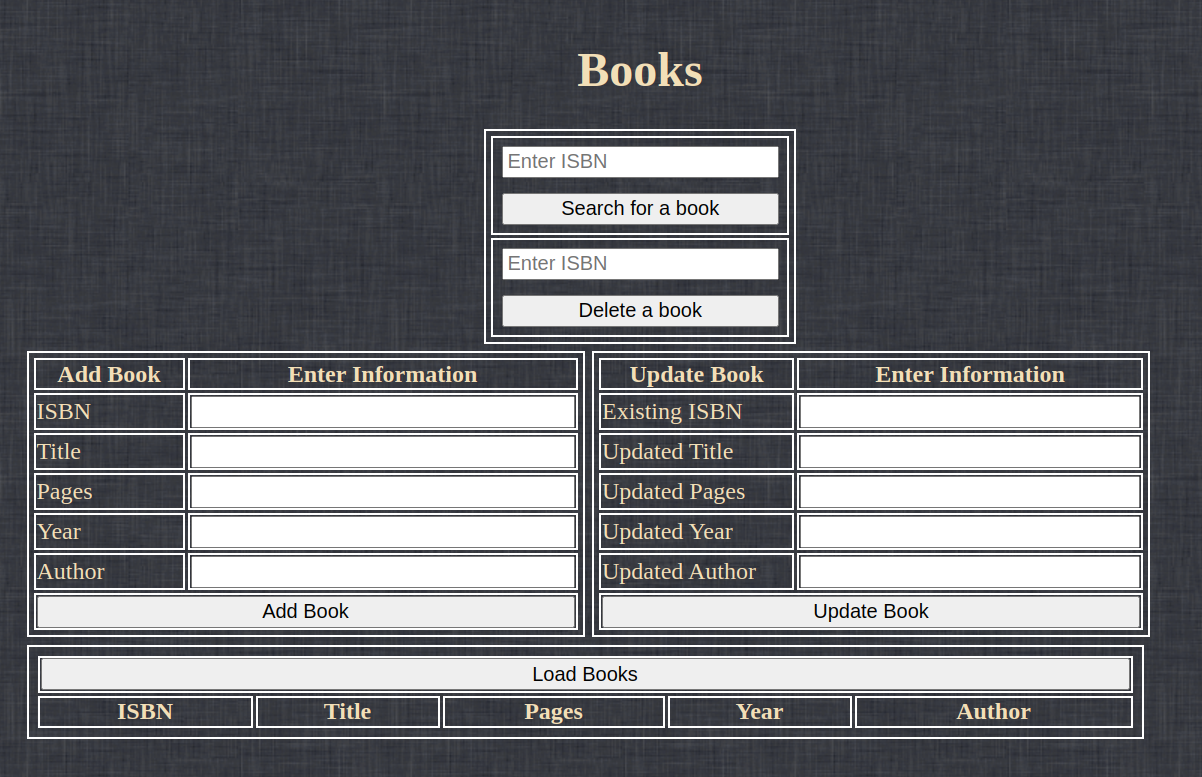 Books
Enter ISBN
Search for a book
Enter ISBN
Delete a book
Add Book Enter Information
ISBN
Title
Pages
Year
Author
Add Book
Update Book Enter Information
Existing ISBN
Updated Title
Updated Pages
Updated Year
Updated Author
Update Book
Load Books
ISBN Title Pages Year Author